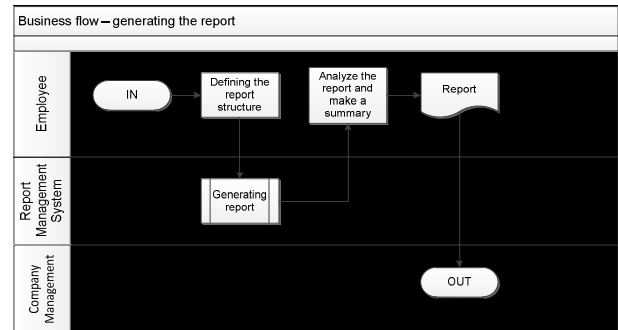 Business flow – generating the report
Employee
IN
Defining the
report
structure
Analyze the
report and
make a
summary
Report
Report
Management
System
Generating
report
Company
Management
OUT